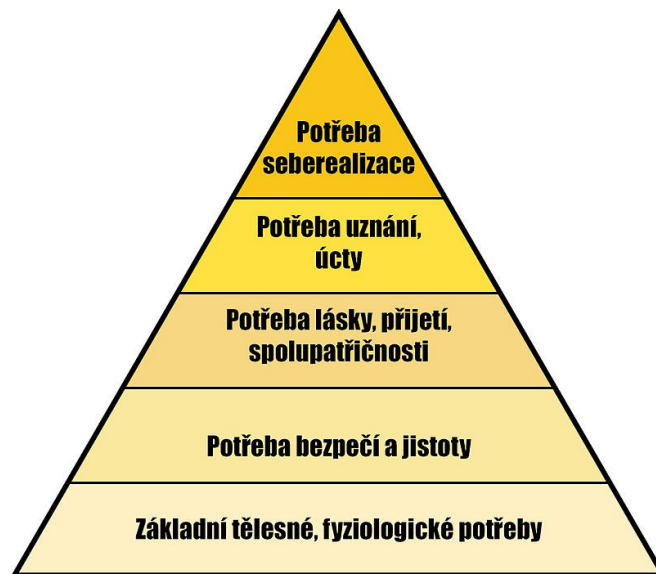 Potřeba
seberealizace
Potřeba uznání,
úcty
Potřeba lásky, přijetí,
spolupatřičnosti
Potřeba bezpečí a jistoty
Základní tělesné, fyziologické potřeby